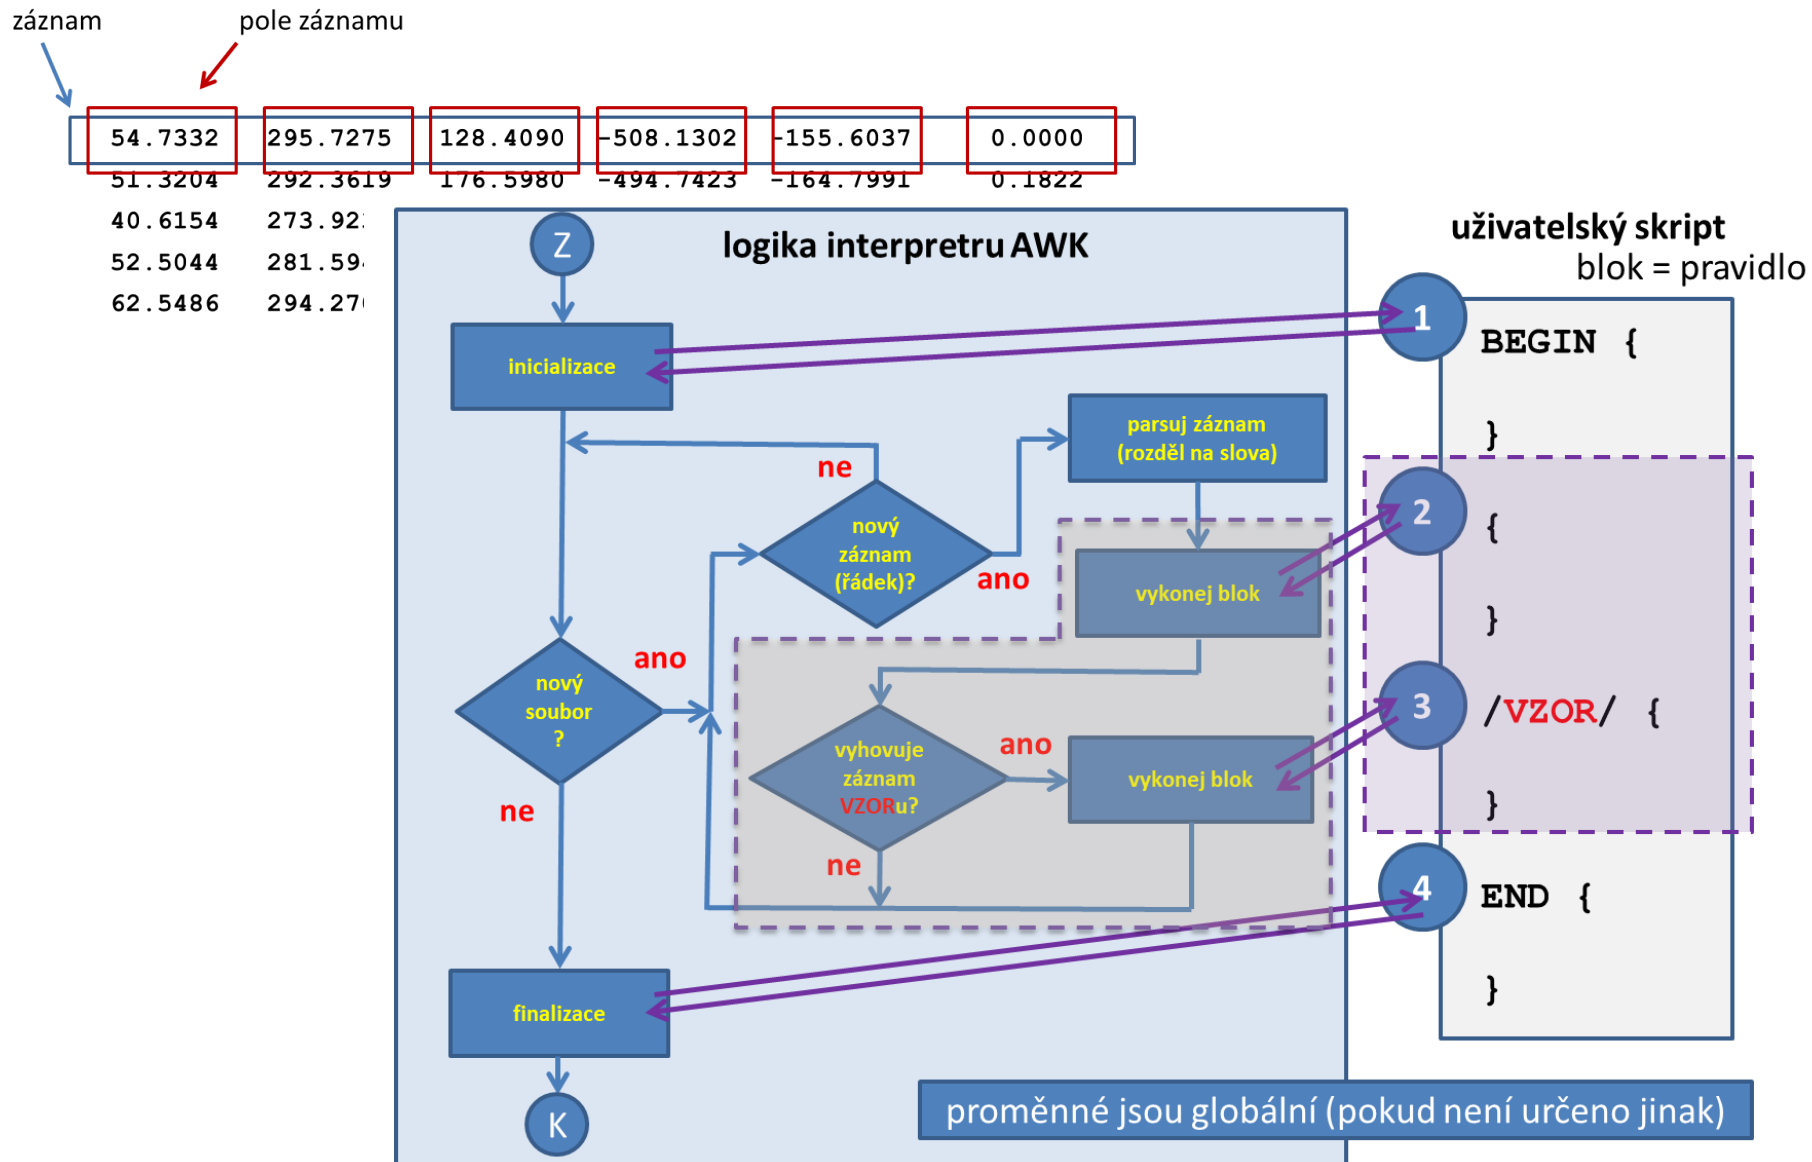 záznam
pole záznamu
54.7332 295.7275 128.4090 -508.1302 -155.6037 0.0000
51.3204 292.3619 176.5980 -494.7423 -164.7991 0.1822
40.6154
52.5044
62.5486
logika interpretru AWK
Z
inicializace
parsuj záznam
(rozděl na slova)
ne
nový
záznam
(řádek)?
ano
vykonej blok
nový
soubor
?
ano
ne
vyhovuje
záznam
VZORu?
ano
vykonej blok
ne
finalizace
K
uživatelský skript
blok = pravidlo
1
BEGIN {
}
2
{
}
3
/VZOR/ {
}
4
END {
}
proměnné jsou globální (pokud není určeno jinak)